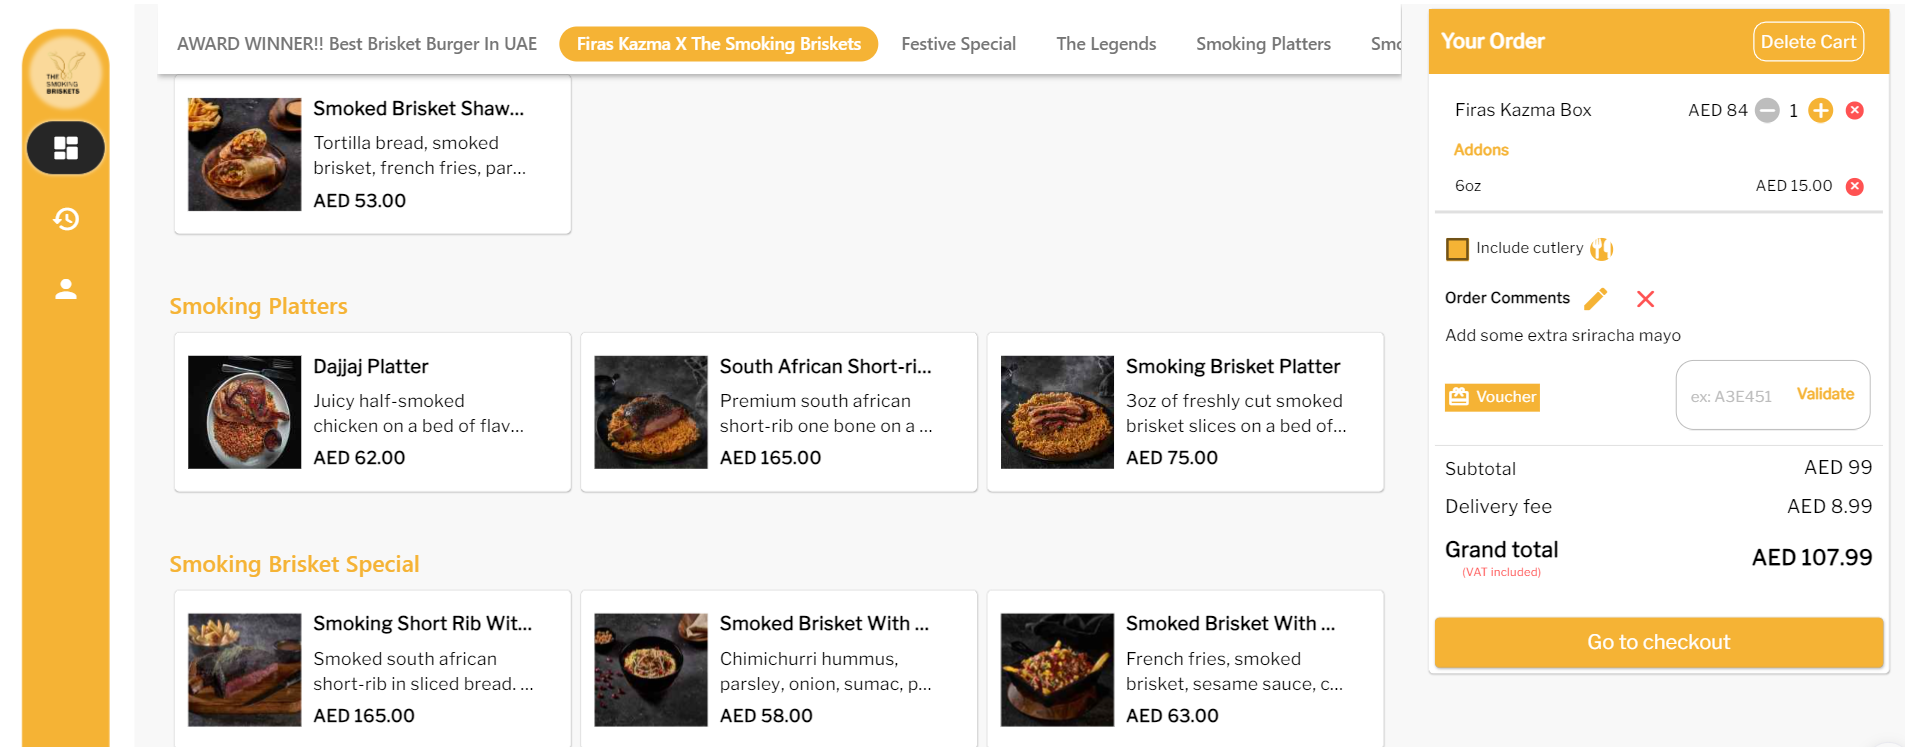 THE
SMOKING
BRISKETS
AWARD WINNER!! Best Brisket Burger In UAE
Firas Kazma X The Smoking Briskets
Festive Special
The Legends
Smoking Platters
Smo
Smoked Brisket Shaw...
Tortilla bread, smoked
brisket, french fries, par...
AED 53.00
Smoking Platters
Dajjaj Platter
Juicy half-smoked
chicken on a bed of flav...
AED 62.00
South African Short-ri...
Premium south african
short-rib one bone on a ...
AED 165.00
Smoking Brisket Platter
3oz of freshly cut smoked
brisket slices on a bed of...
AED 75.00
Smoking Brisket Special
Smoking Short Rib Wit...
Smoked south african
short-rib in sliced bread. ...
AED 165.00
Smoked Brisket With ...
Chimichurri hummus,
parsley, onion, sumac, p...
AED 58.00
Smoked Brisket With ...
French fries, smoked
brisket, sesame sauce, c...
AED 63.00
Your Order
Delete Cart
Firas Kazma Box
AED 84
1
Addons
6oz
AED 15.00
Include cutlery
Order Comments
Add some extra sriracha mayo
Voucher
ex: A3E451
Validate
Subtotal
AED 99
Delivery fee
AED 8.99
Grand total
AED 107.99
(VAT included)
Go to checkout